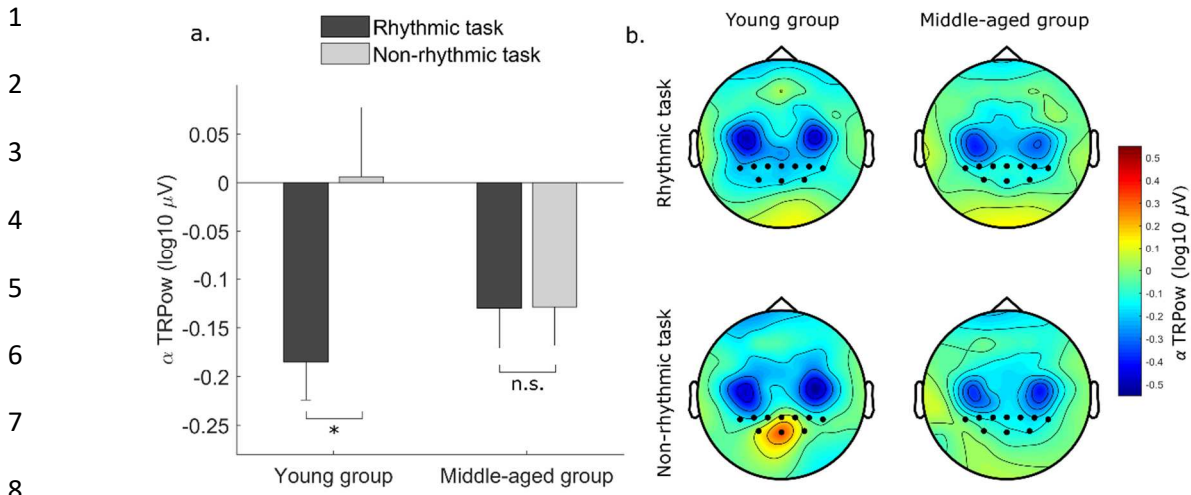 1
2
3
4
5
6
7
8
a.
Rhythmic task
Non-rhythmic task
α TRPow (log10 μV)
0.05
0
-0.05
-0.1
-0.15
-0.2
-0.25
*
n.s.
Young group
Middle-aged group
b.
Young group
Middle-aged group
Rhythmic task
Non-rhythmic task
0.5
0.4
0.3
0.2
0.1
0
-0.1
-0.2
-0.3
-0.4
-0.5
α TRPow (log10 μV)